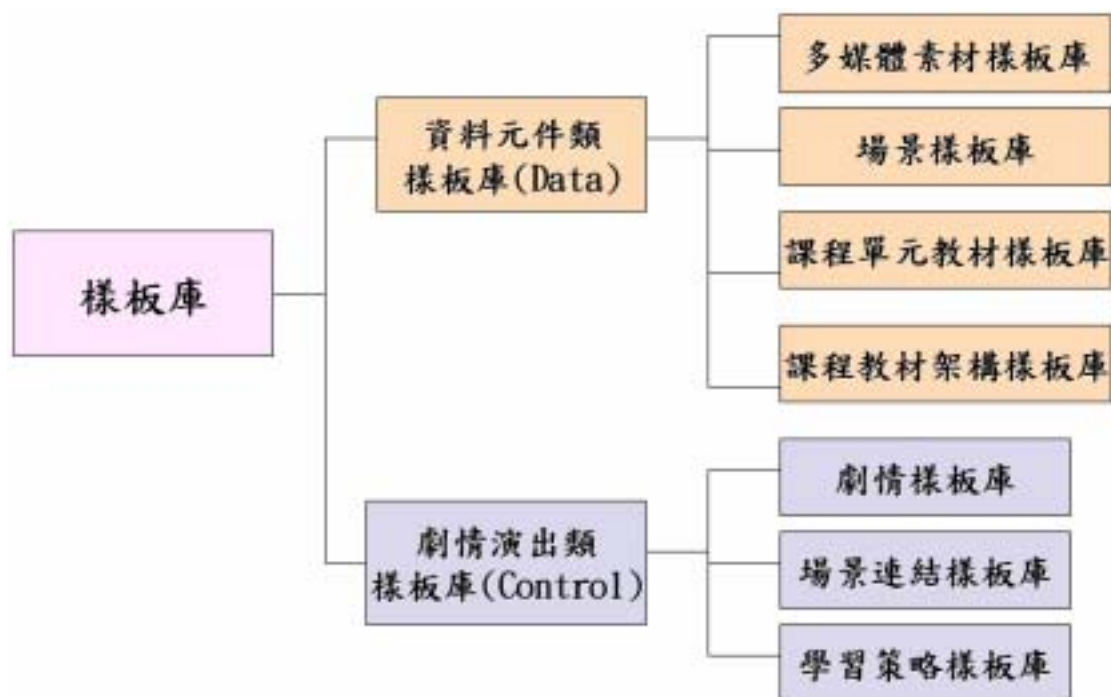 樣板庫
資料元件類
樣板庫(Data)
多媒體素材樣板庫
場景樣板庫
課程單元教材樣板庫
課程教材架構樣板庫
劇情演出類
樣板庫(Control)
劇情樣板庫
場景連結樣板庫
學習策略樣板庫